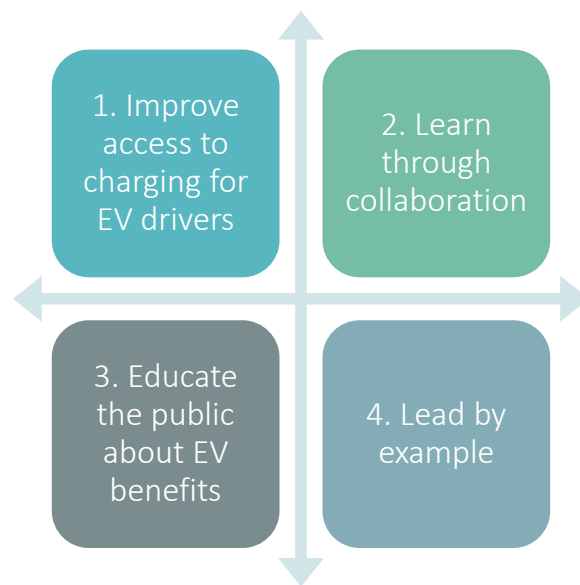 1. Improve
access to
charging for
EV drivers
2. Learn
through
collaboration
3. Educate
the public
about EV
benefits
4. Lead by
example